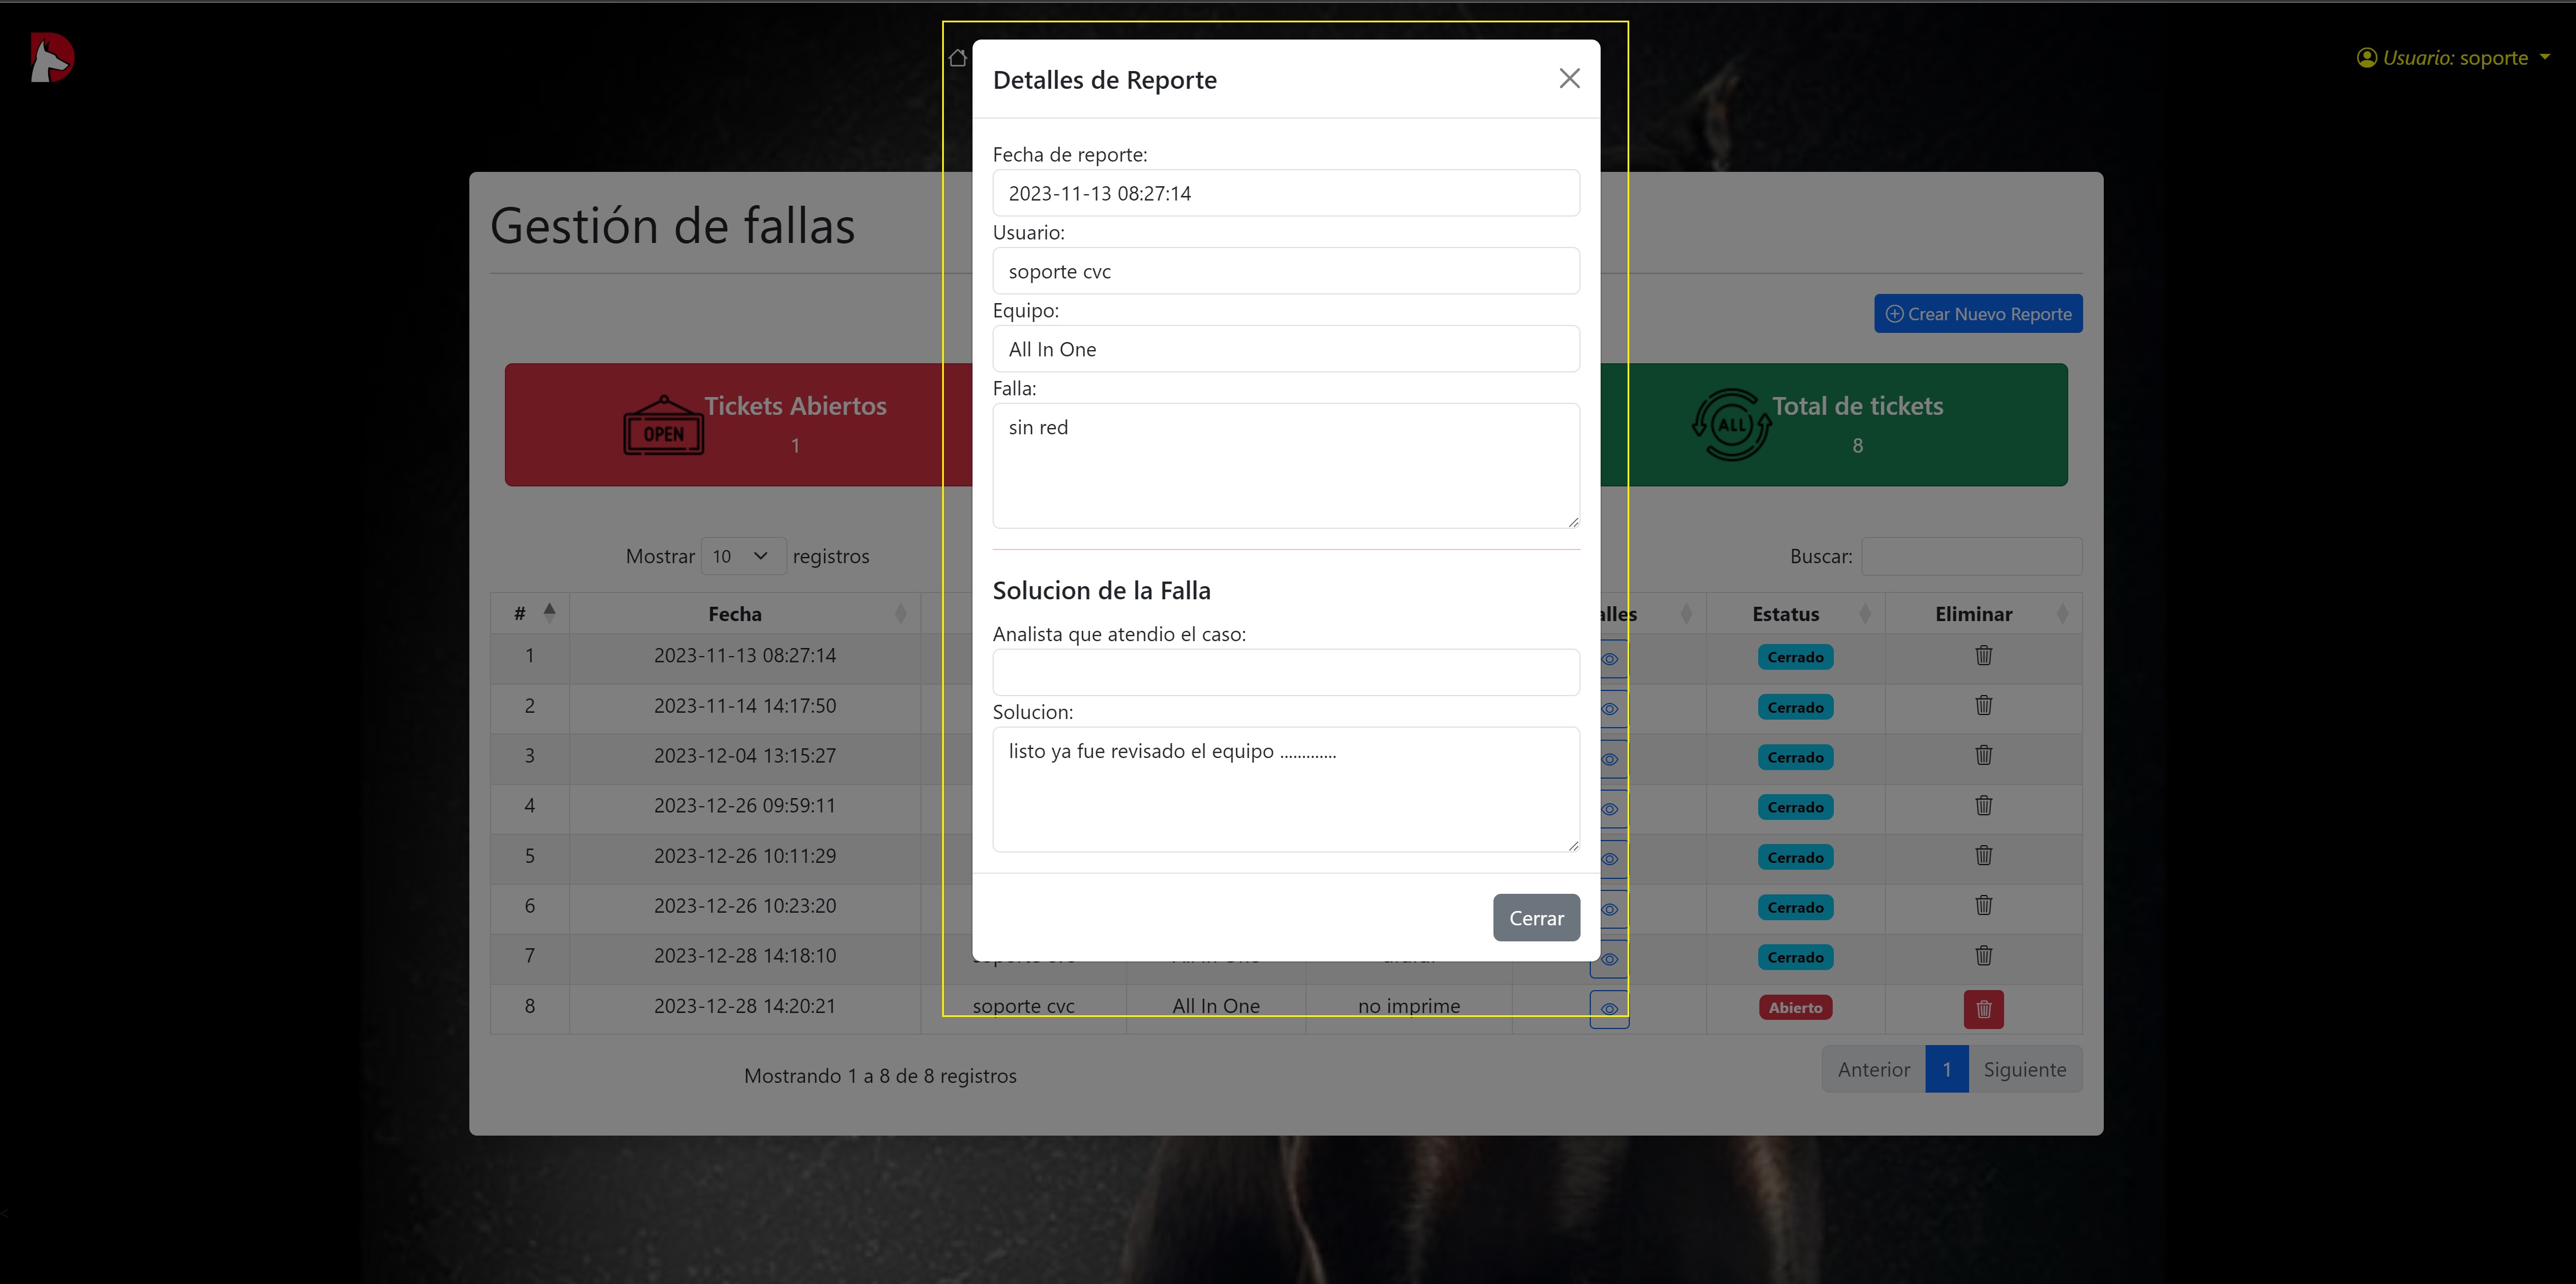 Usuario: soporte
Detalles de Reporte
Fecha de reporte:
2023-11-13 08:27:14
Usuario:
soporte cvc
Equipo:
All In One
Falla:
sin red
Solucion de la Falla
Analista que atendio el caso:
Solucion:
listo ya fue revisado el equipo .............
Cerrar
Gestión de fallas
Crear Nuevo Reporte
OPEN Tickets Abiertos
1
ALL Total de tickets
8
Mostrar 10 registros
Buscar:
# Fecha alles Estatus Eliminar
1 2023-11-13 08:27:14 Cerrado
2 2023-11-14 14:17:50 Cerrado
3 2023-12-04 13:15:27 Cerrado
4 2023-12-26 09:59:11 Cerrado
5 2023-12-26 10:11:29 Cerrado
6 2023-12-26 10:23:20 Cerrado
7 2023-12-28 14:18:10 Cerrado
8 2023-12-28 14:20:21 soporte cvc All In One no imprime Abierto
Mostrando 1 a 8 de 8 registros
Anterior 1 Siguiente